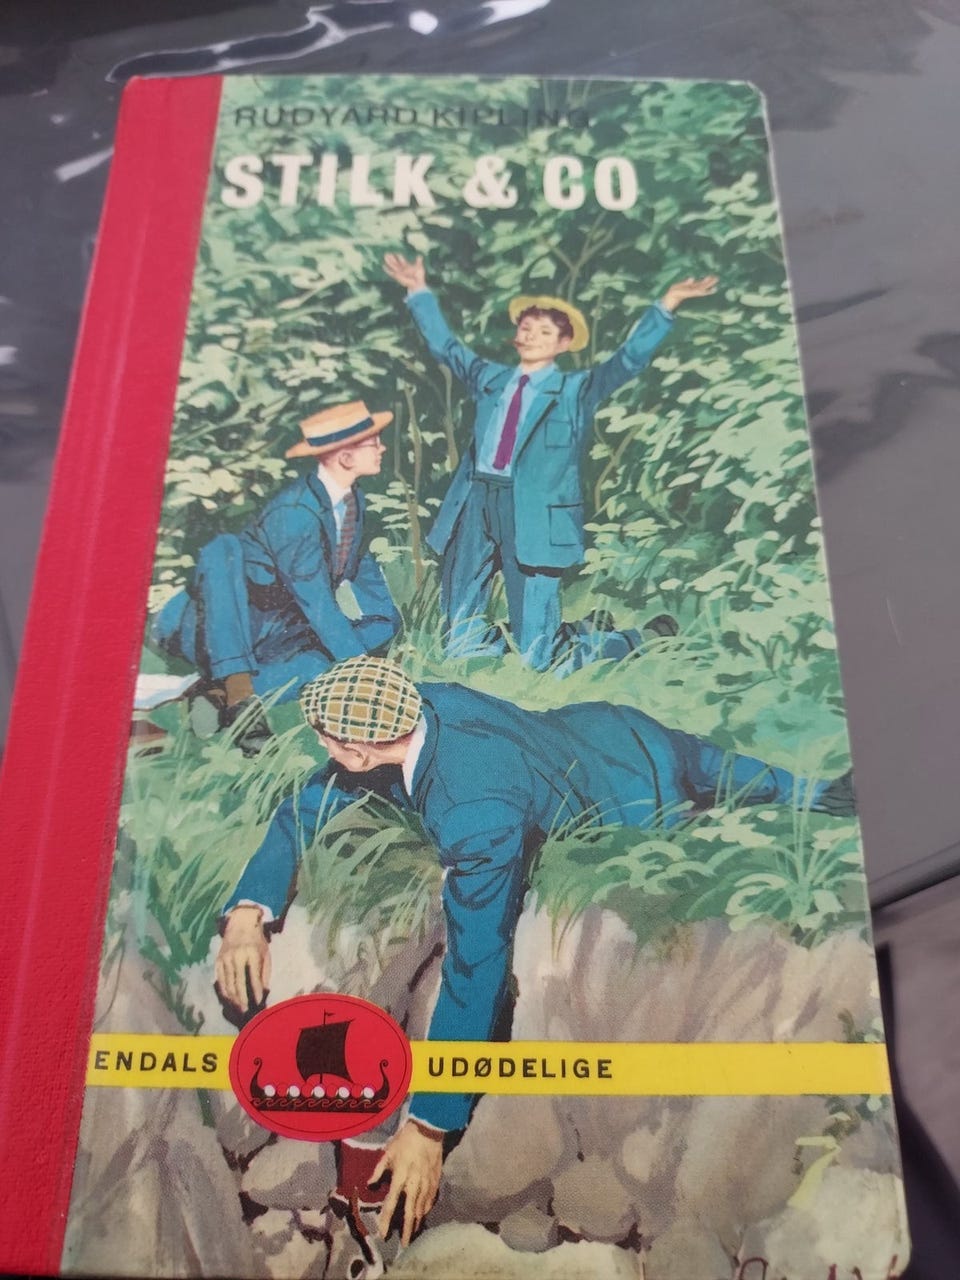 RUDYARD KIPLING
STILK & CO
ENDALS UDØDELIGE